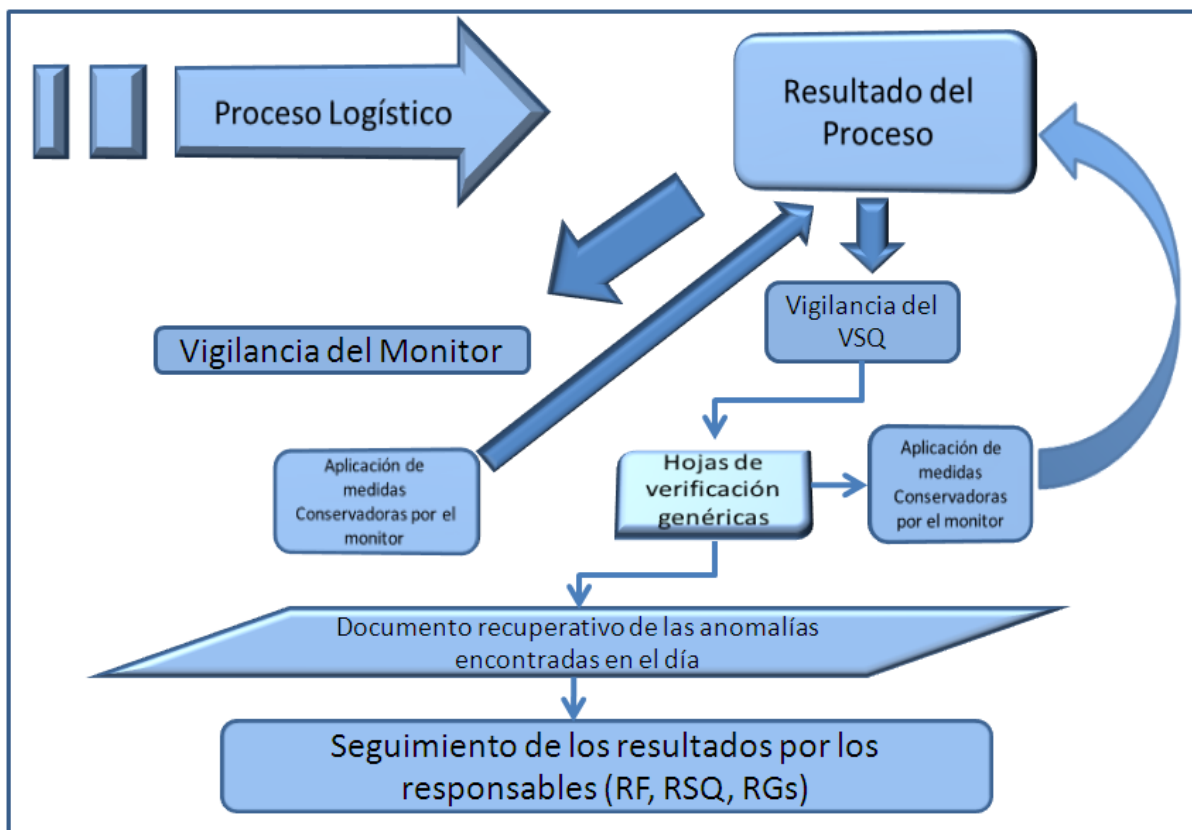 Proceso Logístico
Resultado del
Proceso
Vigilancia del Monitor
Vigilancia del
VSQ
Aplicación de
medidas
Conservadoras por el
monitor
Hojas de
verificación
genéricas
Aplicación de
medidas
Conservadoras
por el monitor
Documento recuperativo de las anomalías
encontradas en el día
Seguimiento de los resultados por los
responsables (RF, RSQ, RGs)